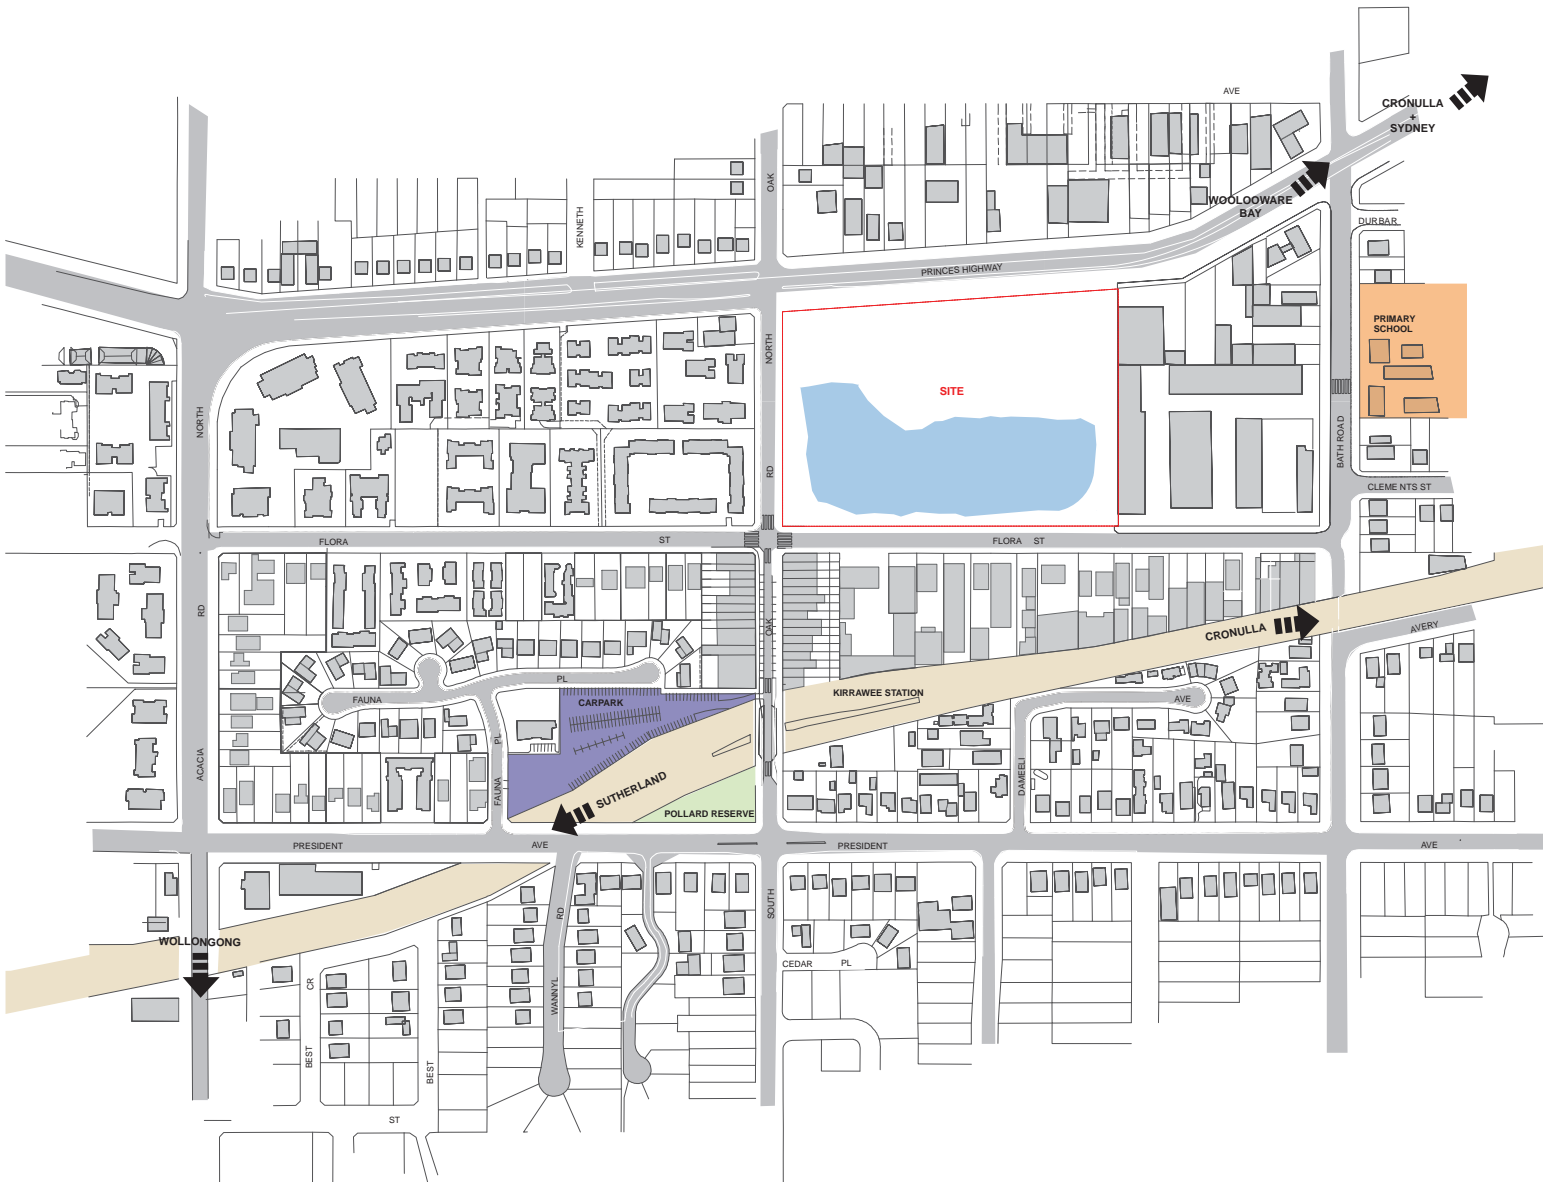 AVE
CRONULLA
+
SYDNEY
OAK
WOOLOOWARE
BAY
KENNETH
DURBAR
PRINCES HIGHWAY
PRIMARY
SCHOOL
NORTH
SITE
NORTH
RD
BATH ROAD
CLEMENTS ST
FLORA
ST
FLORA ST
RD
OAK
CRONULLA
AVERY
PL
FAUNA
CARPARK
KIRRAWEE STATION
AVE
PL
ACACIA
FAUNA
SUTHERLAND
DAMEELI
POLLARD RESERVE
PRESIDENT
AVE
PRESIDENT
AVE
SOUTH
RD
WOLLONGONG
CEDAR PL
CR
WANNYL
BEST
BEST
ST